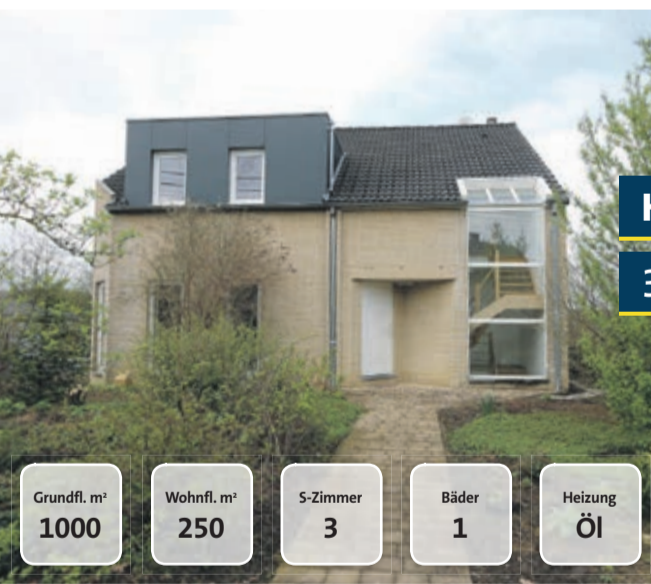 Grundfl. m²
1000
Wohnfl. m²
250
S-Zimmer
3
Bäder
1
Heizung
Öl